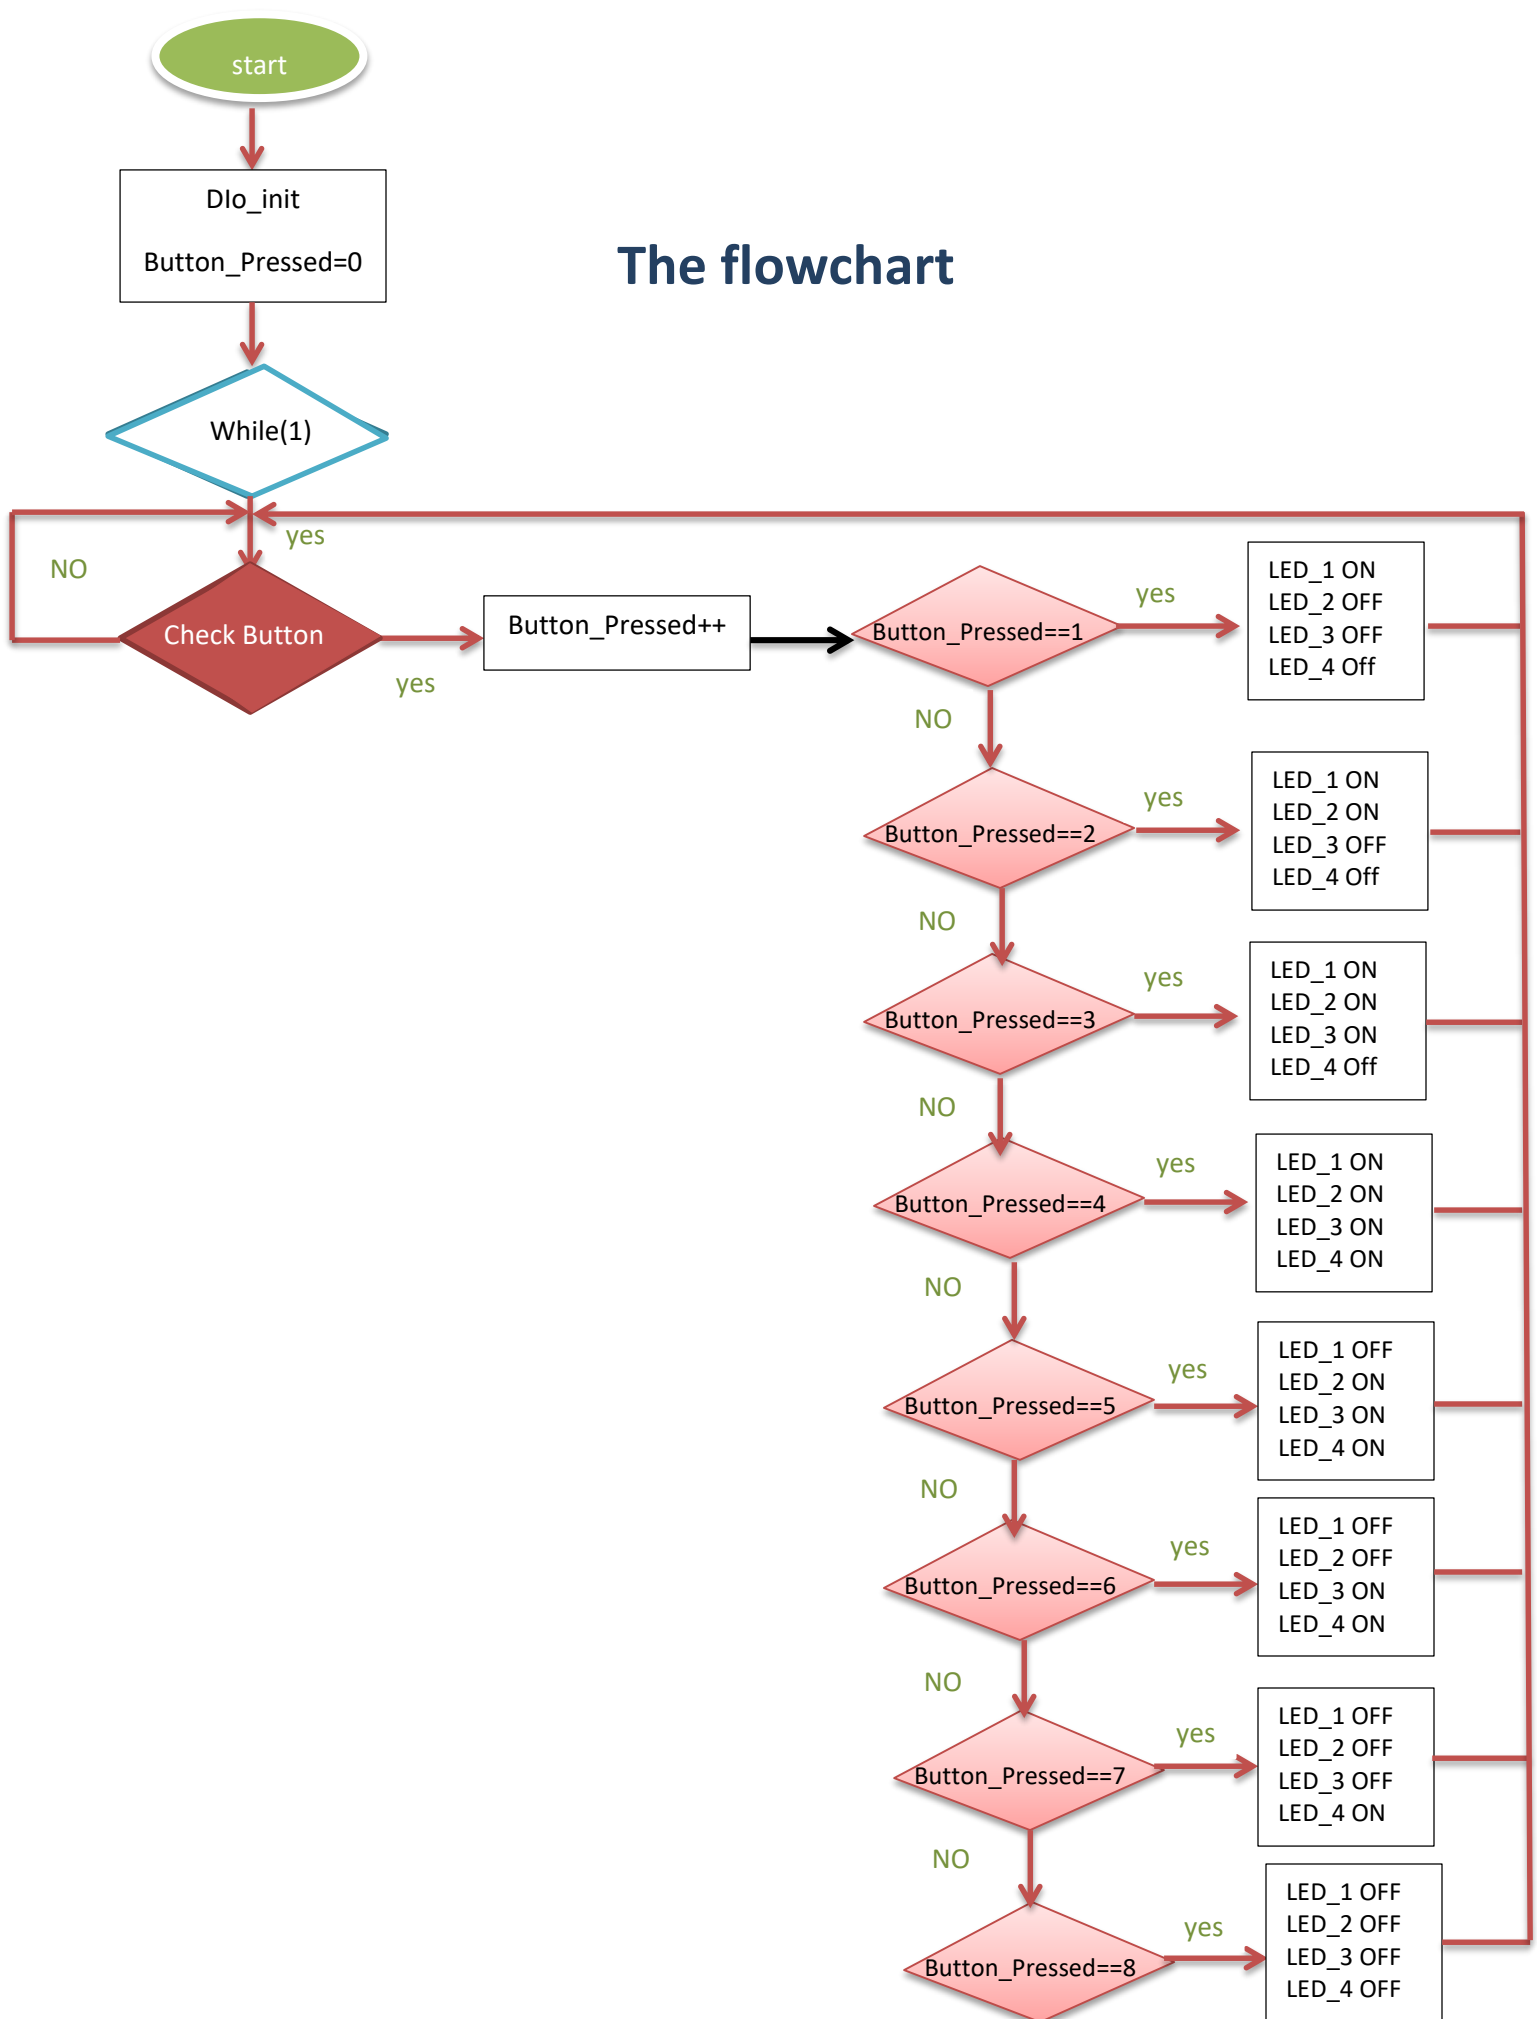 start
DIo_init
Button_Pressed=0
The flowchart
While(1)
yes
NO
Check Button
yes
Button_Pressed++
Button_Pressed==1
yes
LED_1 ON
LED_2 OFF
LED_3 OFF
LED_4 Off
NO
Button_Pressed==2
yes
LED_1 ON
LED_2 ON
LED_3 OFF
LED_4 Off
NO
Button_Pressed==3
yes
LED_1 ON
LED_2 ON
LED_3 ON
LED_4 Off
NO
Button_Pressed==4
yes
LED_1 ON
LED_2 ON
LED_3 ON
LED_4 ON
NO
Button_Pressed==5
yes
LED_1 OFF
LED_2 ON
LED_3 ON
LED_4 ON
NO
Button_Pressed==6
yes
LED_1 OFF
LED_2 OFF
LED_3 ON
LED_4 ON
NO
Button_Pressed==7
yes
LED_1 OFF
LED_2 OFF
LED_3 OFF
LED_4 ON
NO
Button_Pressed==8
yes
LED_1 OFF
LED_2 OFF
LED_3 OFF
LED_4 OFF